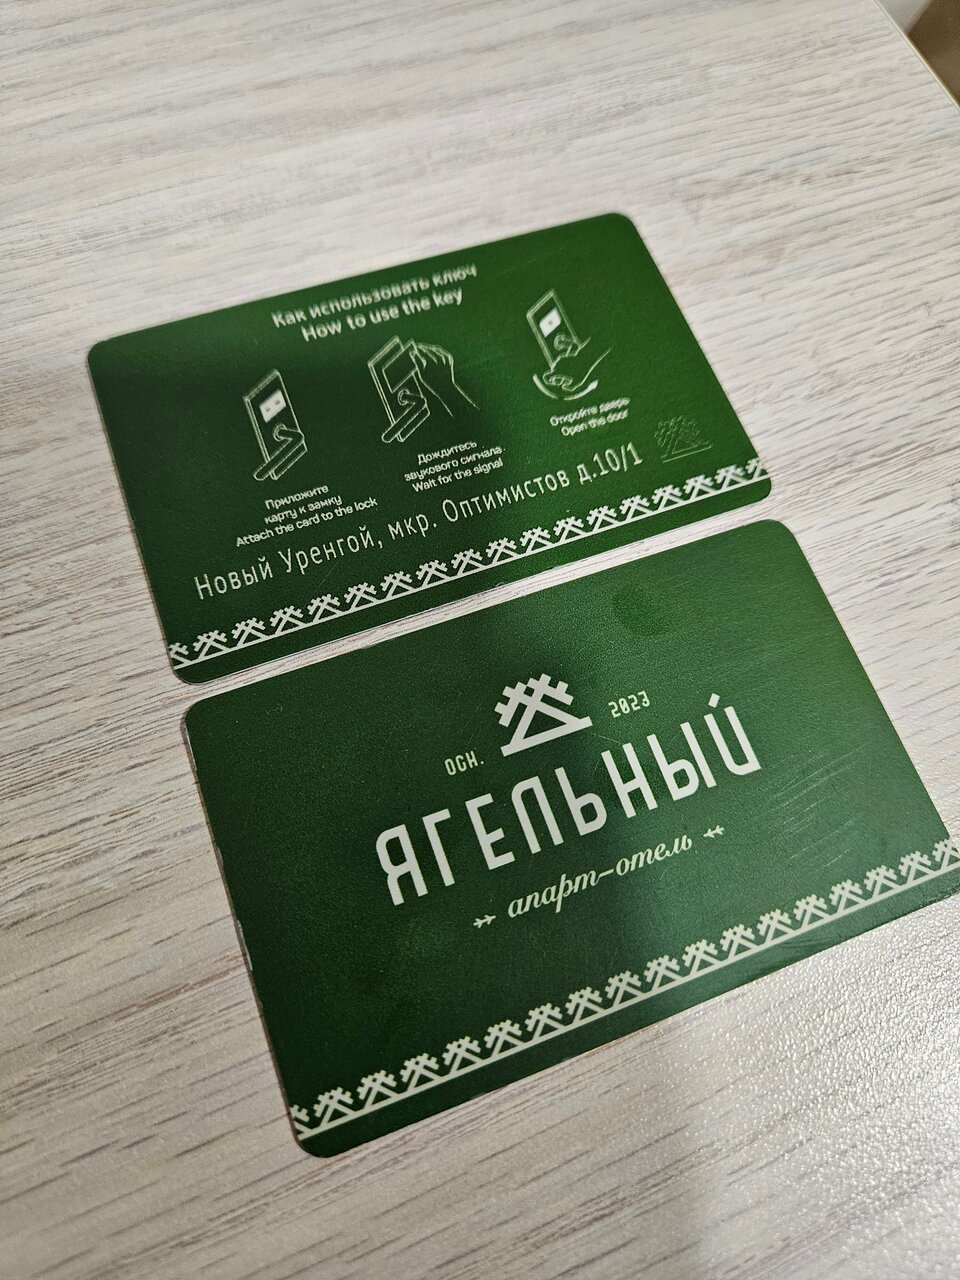 Как использовать ключ
How to use the key
Приложите
карту к замку
Attach the card to the lock
Дождитесь
звукового сигнала.
Wait for the signal
Откройте дверь
Open the door
Новый Уренгой, мкр. Оптимистов д.10/1
ОСН. 2023
ЯГЕЛЬНЫЙ
апарт-отель